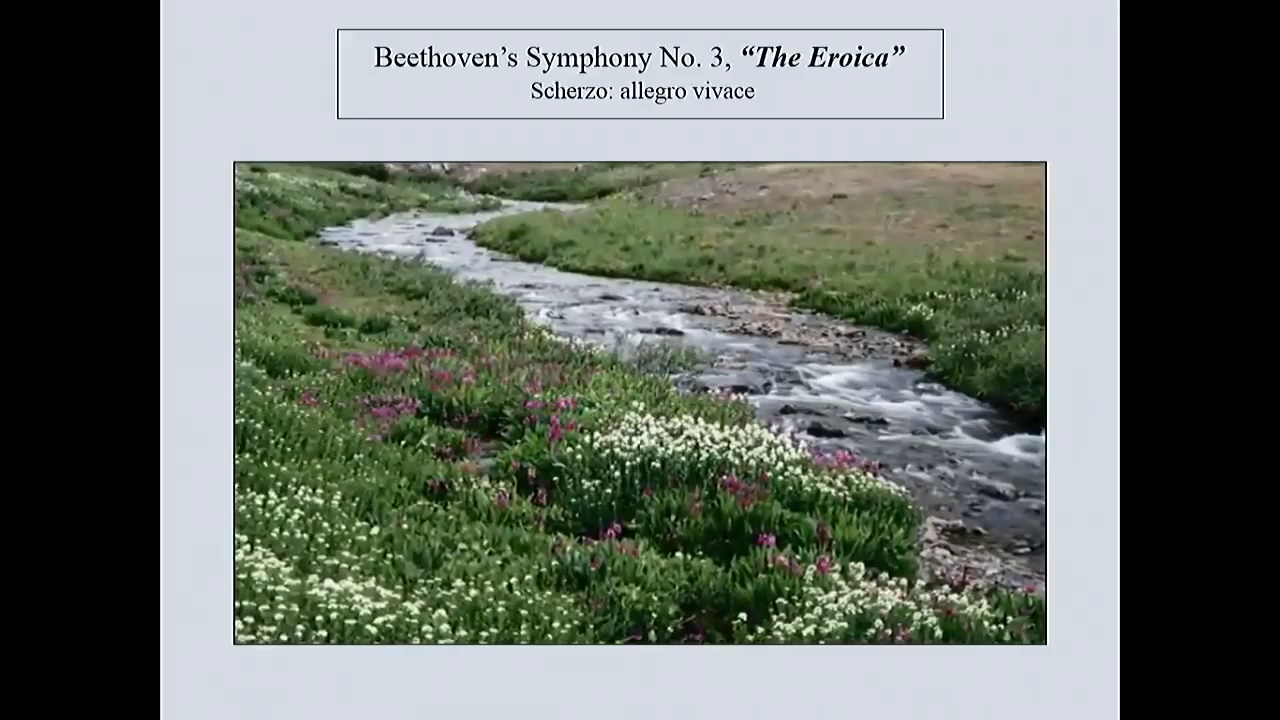 Beethoven’s Symphony No. 3, “The Eroica”
Scherzo: allegro vivace